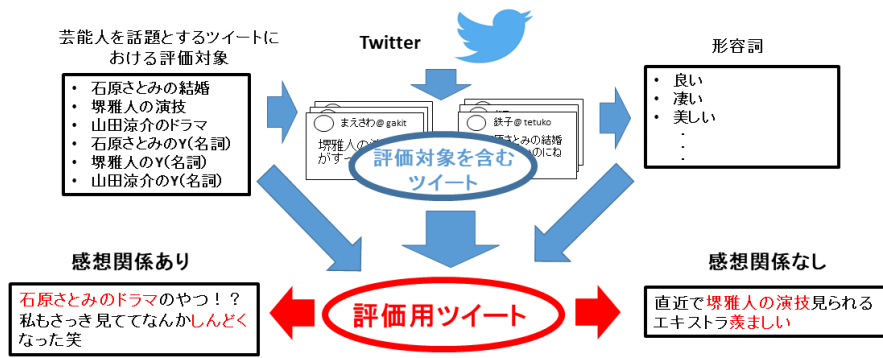 芸能人を話題とするツイートに
おける評価対象
・ 石原さとみの結婚
・ 堺雅人の演技
・ 山田涼介のドラマ
・ 石原さとみのY(名詞)
・ 堺雅人のY(名詞)
・ 山田涼介のY(名詞)
Twitter
まえさわ@gakit
堺雅人の演
がすっ
鉄子@tetuko
原さとみの結婚
のにね
評価対象を含む
ツイート
形容詞
・ 良い
・ 凄い
・ 美しい
・
・
・
感想関係あり
石原さとみのドラマのやつ！？
私もさっき見ててなんかしんどく
なった笑
評価用ツイート
感想関係なし
直近で堺雅人の演技見られる
エキストラ羨ましい